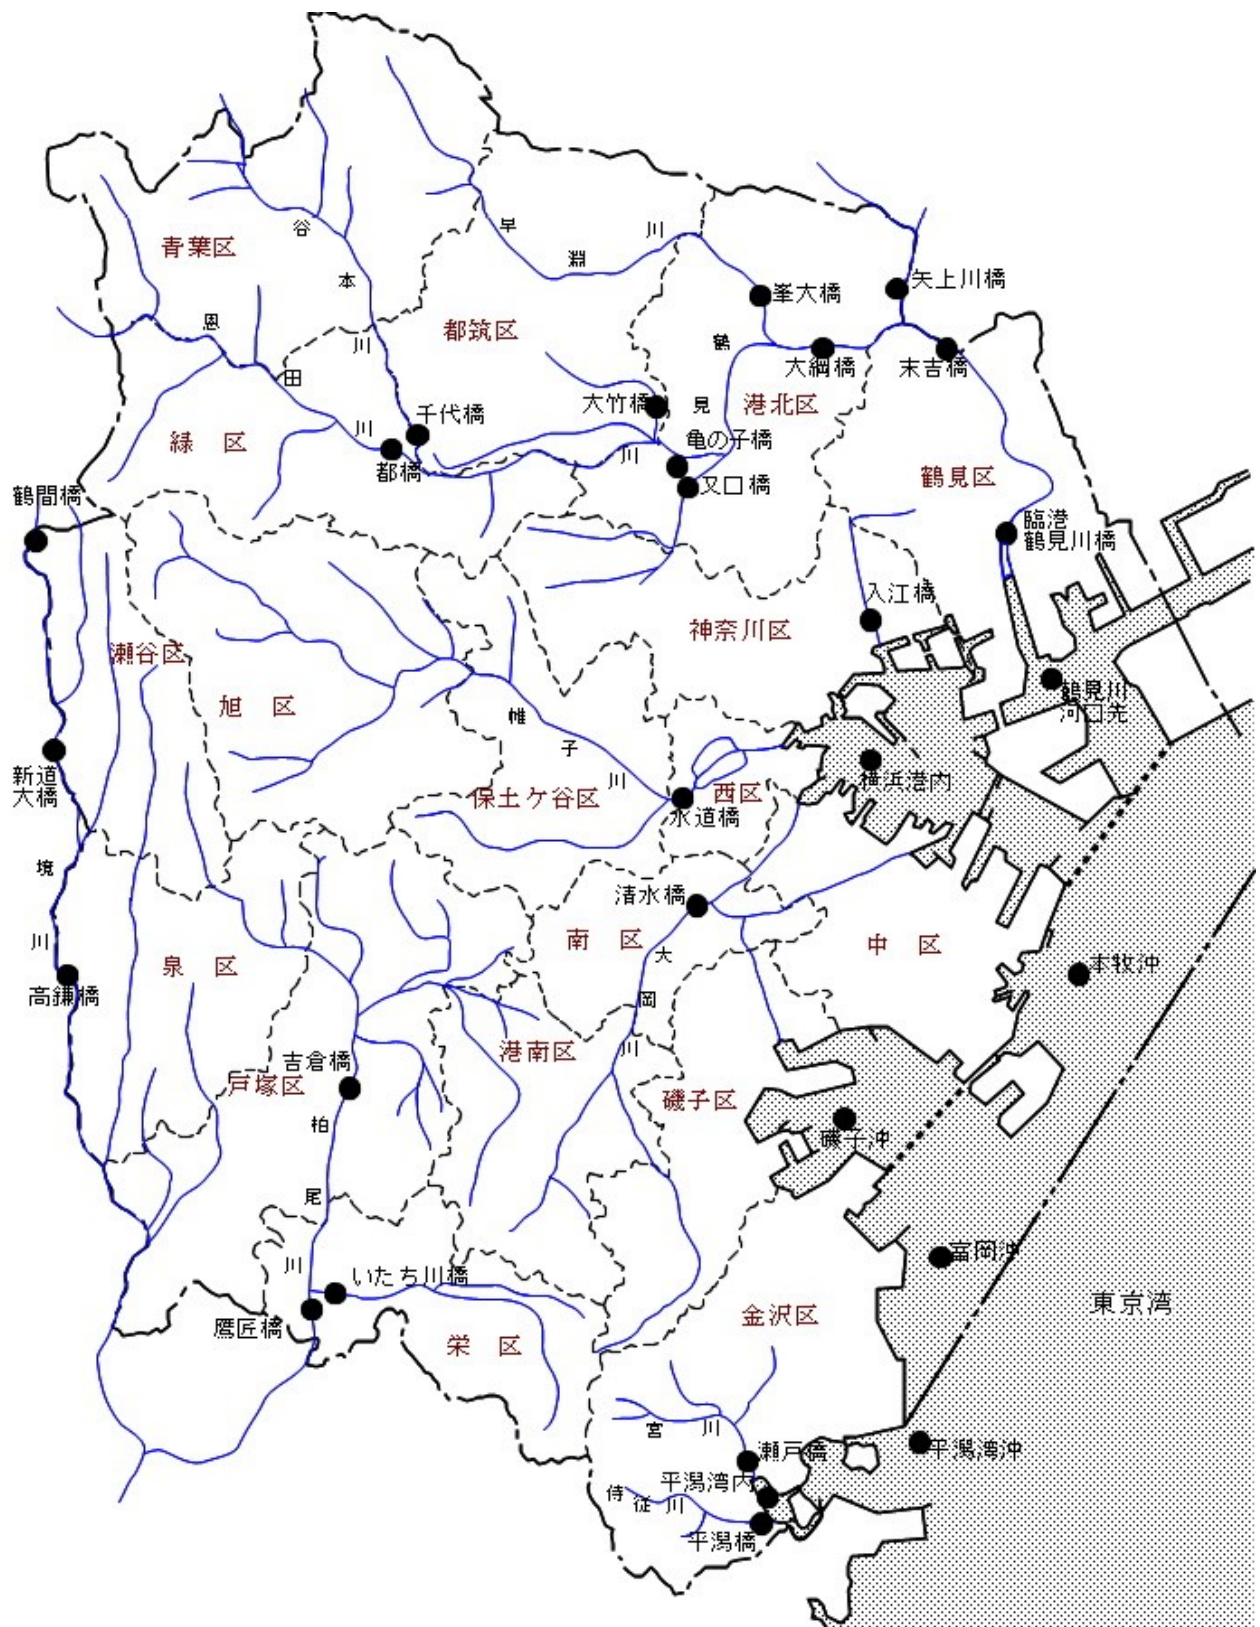 谷
早
川
青葉区
淵
本
矢上川橋
峯大橋
恩
都筑区
川
鶴
大綱橋
末吉橋
田
見
港北区
大竹橋
千代橋
川
緑 区
亀の子橋
都橋
川
又口橋
鶴見区
鶴間橋
臨港
鶴見川橋
入江橋
神奈川区
瀬谷区
旭 区
鶴見川
河口先
帷
子
川
新道
大橋
横浜港内
保土ケ谷区
西区
水道橋
境
清水橋
川
南 区
大
中 区
泉 区
本牧沖
高鎌橋
岡
川
港南区
吉倉橋
戸塚区
磯子区
柏
磯子沖
尾
富岡沖
川
いたち川橋
東京湾
鷹匠橋
金沢区
栄 区
宮
川
瀬戸橋
平潟湾沖
平潟湾内
侍
従
川
平潟橋